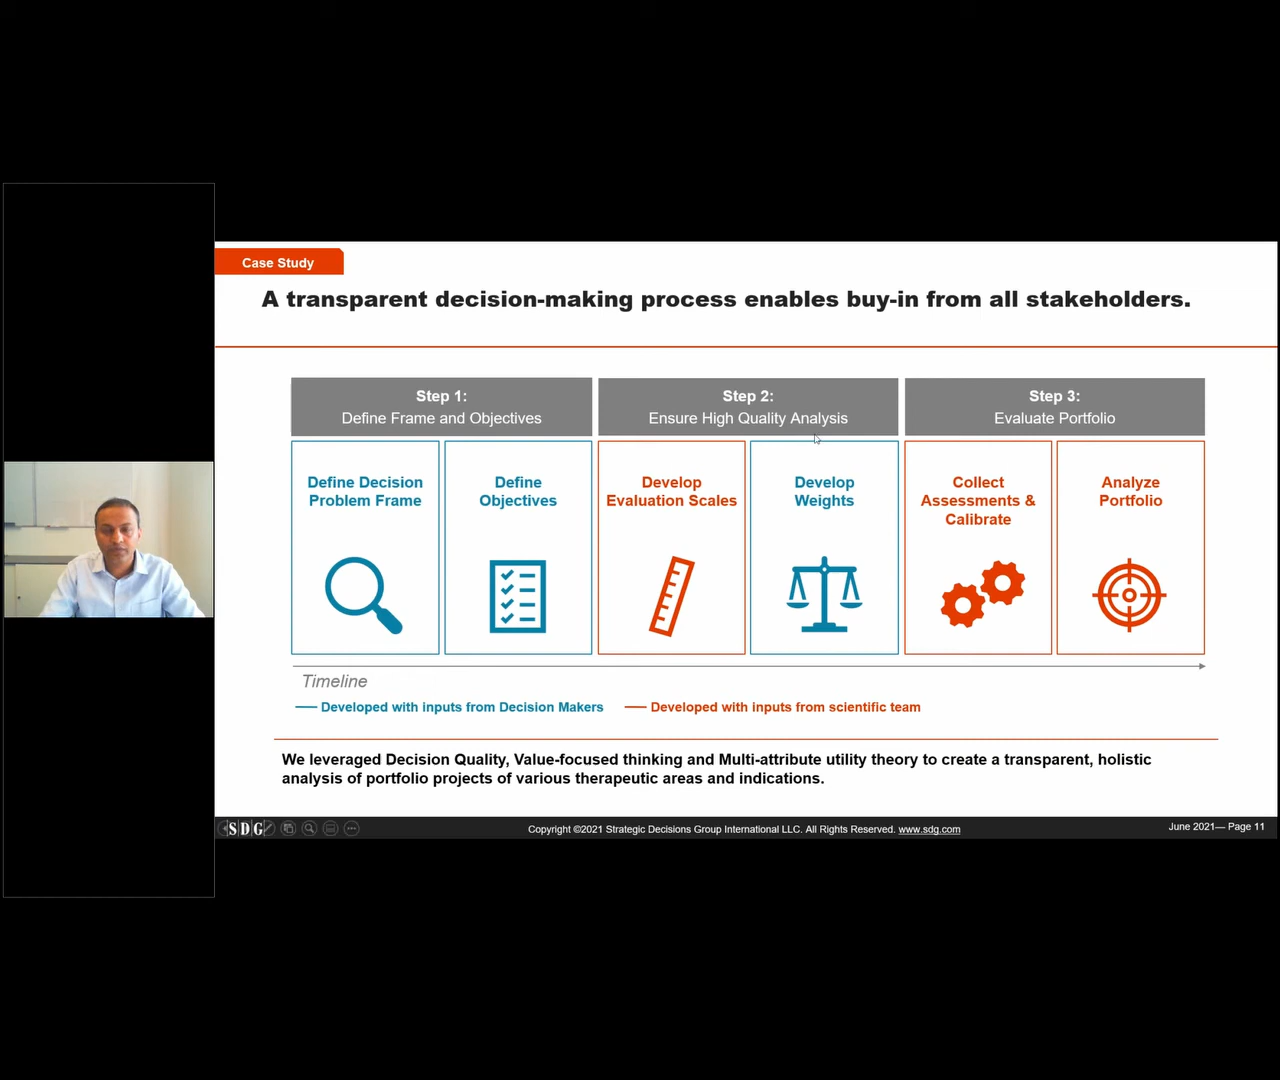 Case Study
A transparent decision-making process enables buy-in from all stakeholders.
Step 1:
Define Frame and Objectives
Step 2:
Ensure High Quality Analysis
Step 3:
Evaluate Portfolio
Define Decision
Problem Frame
Define
Objectives
Develop
Evaluation Scales
Develop
Weights
Collect
Assessments &
Calibrate
Analyze
Portfolio
Timeline
Developed with inputs from Decision Makers
Developed with inputs from scientific team
We leveraged Decision Quality, Value-focused thinking and Multi-attribute utility theory to create a transparent, holistic
analysis of portfolio projects of various therapeutic areas and indications.
SDG
Copyright ©2021 Strategic Decisions Group International LLC. All Rights Reserved. www.sdg.com
June 2021— Page 11